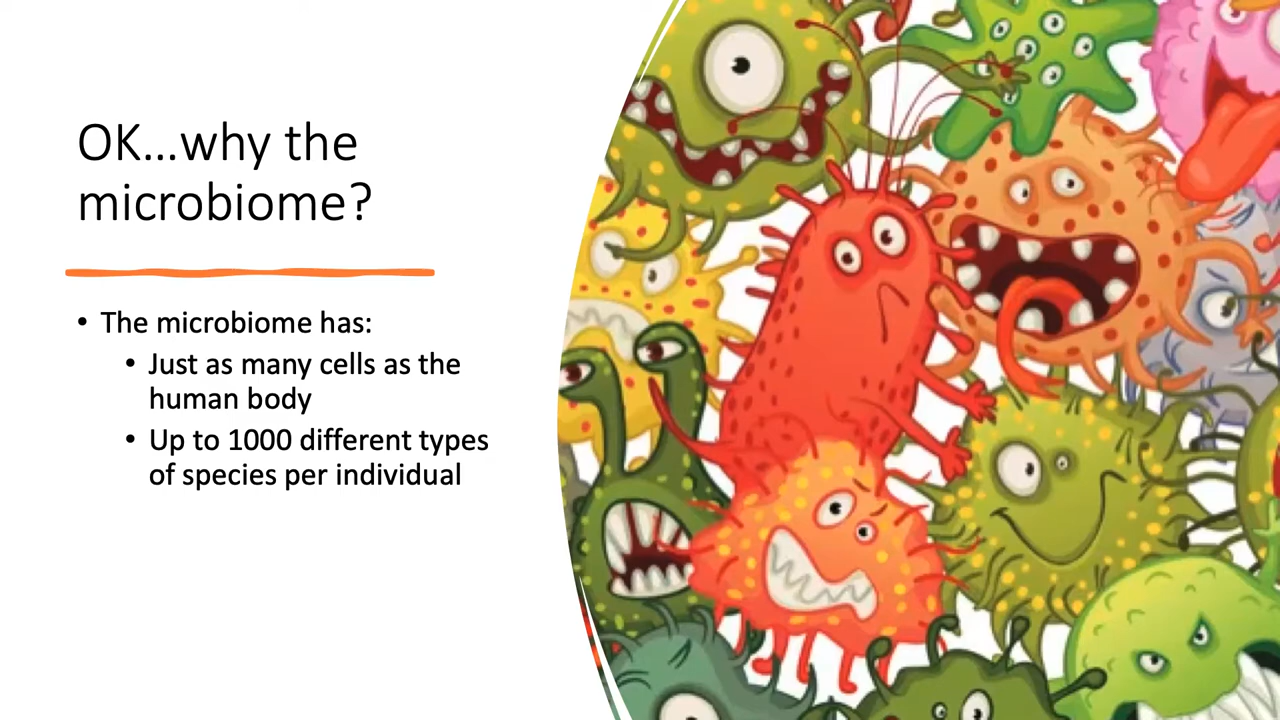 OK...why the
microbiome?
• The microbiome has:
• Just as many cells as the
human body
• Up to 1000 different types
of species per individual